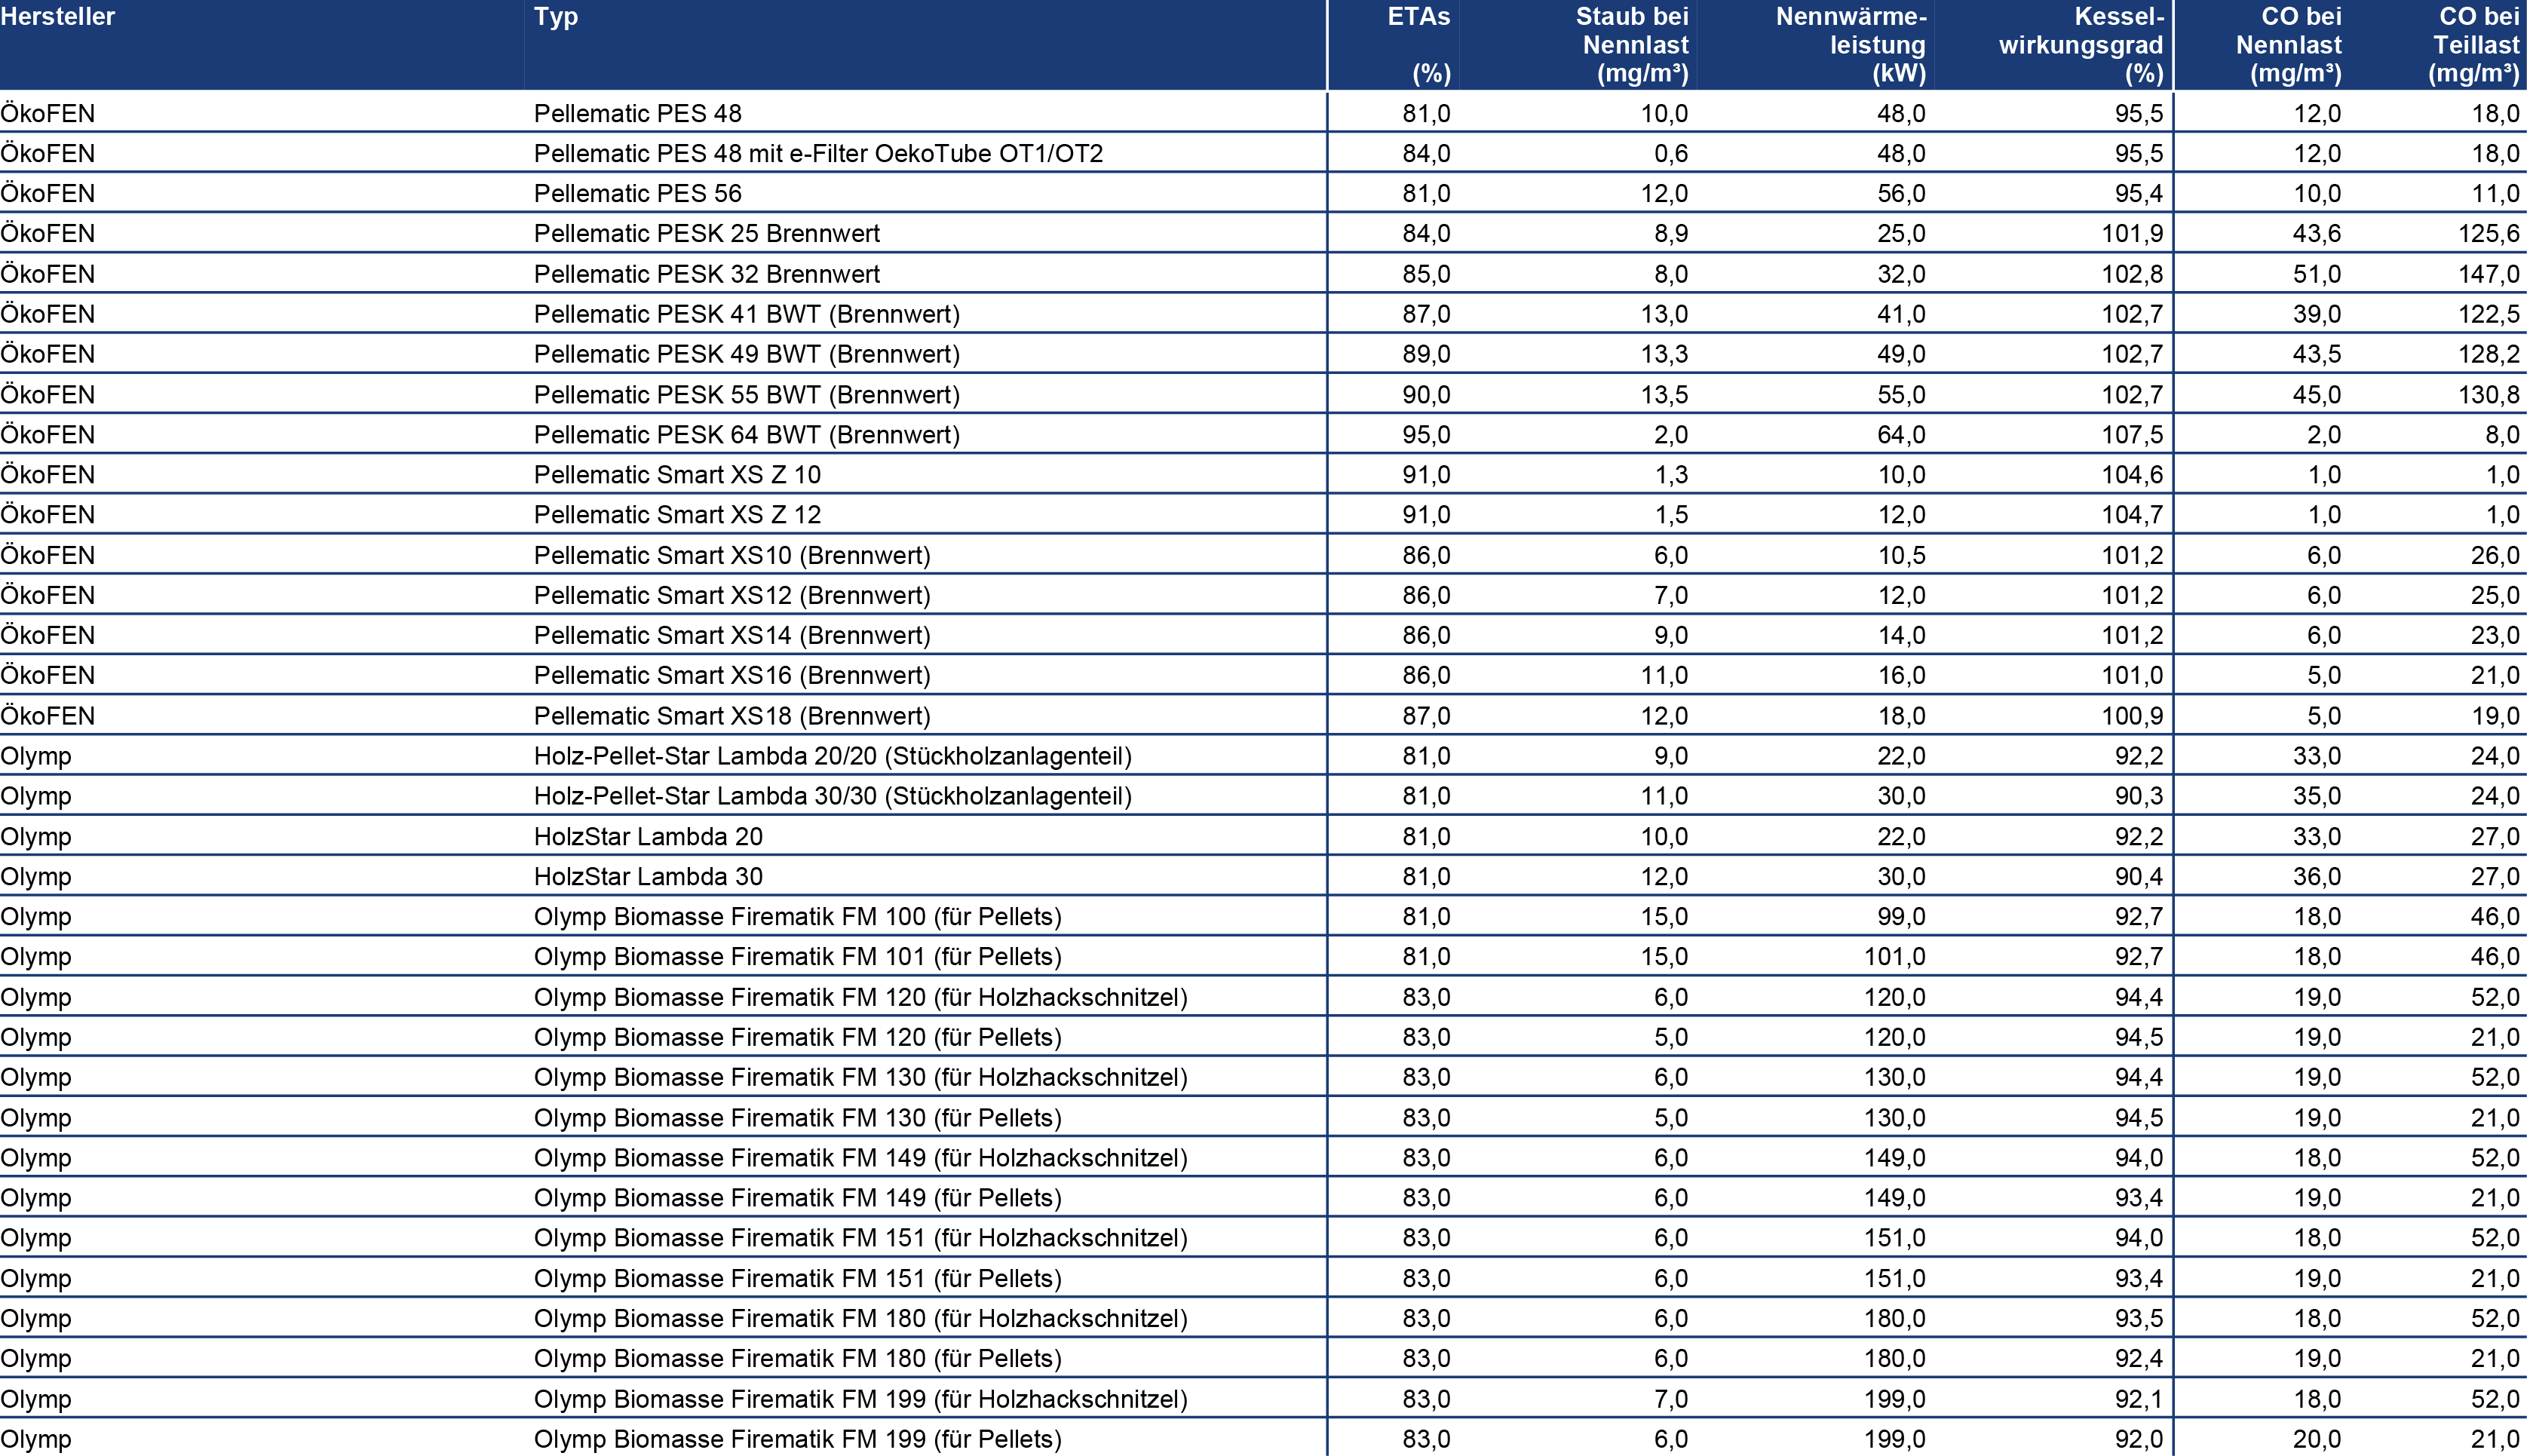 Hersteller Typ ETAs Staub bei Nennwärme- Kessel- CO bei CO bei
Nennlast leistung wirkungsgrad Nennlast Teillast
(%) (mg/m³) (kW) (%) (mg/m³) (mg/m³)
ÖkoFEN Pellematic PES 48 81,0 10,0 48,0 95,5 12,0 18,0
ÖkoFEN Pellematic PES 48 mit e-Filter OekoTube OT1/OT2 84,0 0,6 48,0 95,5 12,0 18,0
ÖkoFEN Pellematic PES 56 81,0 12,0 56,0 95,4 10,0 11,0
ÖkoFEN Pellematic PESK 25 Brennwert 84,0 8,9 25,0 101,9 43,6 125,6
ÖkoFEN Pellematic PESK 32 Brennwert 85,0 8,0 32,0 102,8 51,0 147,0
ÖkoFEN Pellematic PESK 41 BWT (Brennwert) 87,0 13,0 41,0 102,7 39,0 122,5
ÖkoFEN Pellematic PESK 49 BWT (Brennwert) 89,0 13,3 49,0 102,7 43,5 128,2
ÖkoFEN Pellematic PESK 55 BWT (Brennwert) 90,0 13,5 55,0 102,7 45,0 130,8
ÖkoFEN Pellematic PESK 64 BWT (Brennwert) 95,0 2,0 64,0 107,5 2,0 8,0
ÖkoFEN Pellematic Smart XS Z 10 91,0 1,3 10,0 104,6 1,0 1,0
ÖkoFEN Pellematic Smart XS Z 12 91,0 1,5 12,0 104,7 1,0 1,0
ÖkoFEN Pellematic Smart XS10 (Brennwert) 86,0 6,0 10,5 101,2 6,0 26,0
ÖkoFEN Pellematic Smart XS12 (Brennwert) 86,0 7,0 12,0 101,2 6,0 25,0
ÖkoFEN Pellematic Smart XS14 (Brennwert) 86,0 9,0 14,0 101,2 6,0 23,0
ÖkoFEN Pellematic Smart XS16 (Brennwert) 86,0 11,0 16,0 101,0 5,0 21,0
ÖkoFEN Pellematic Smart XS18 (Brennwert) 87,0 12,0 18,0 100,9 5,0 19,0
Olymp Holz-Pellet-Star Lambda 20/20 (Stückholzanlagenteil) 81,0 9,0 22,0 92,2 33,0 24,0
Olymp Holz-Pellet-Star Lambda 30/30 (Stückholzanlagenteil) 81,0 11,0 30,0 90,3 35,0 24,0
Olymp HolzStar Lambda 20 81,0 10,0 22,0 92,2 33,0 27,0
Olymp HolzStar Lambda 30 81,0 12,0 30,0 90,4 36,0 27,0
Olymp Olymp Biomasse Firematik FM 100 (für Pellets) 81,0 15,0 99,0 92,7 18,0 46,0
Olymp Olymp Biomasse Firematik FM 101 (für Pellets) 81,0 15,0 101,0 92,7 18,0 46,0
Olymp Olymp Biomasse Firematik FM 120 (für Holzhackschnitzel) 83,0 6,0 120,0 94,4 19,0 52,0
Olymp Olymp Biomasse Firematik FM 120 (für Pellets) 83,0 5,0 120,0 94,5 19,0 21,0
Olymp Olymp Biomasse Firematik FM 130 (für Holzhackschnitzel) 83,0 6,0 130,0 94,4 19,0 52,0
Olymp Olymp Biomasse Firematik FM 130 (für Pellets) 83,0 5,0 130,0 94,5 19,0 21,0
Olymp Olymp Biomasse Firematik FM 149 (für Holzhackschnitzel) 83,0 6,0 149,0 94,0 18,0 52,0
Olymp Olymp Biomasse Firematik FM 149 (für Pellets) 83,0 6,0 149,0 93,4 19,0 21,0
Olymp Olymp Biomasse Firematik FM 151 (für Holzhackschnitzel) 83,0 6,0 151,0 94,0 18,0 52,0
Olymp Olymp Biomasse Firematik FM 151 (für Pellets) 83,0 6,0 151,0 93,4 19,0 21,0
Olymp Olymp Biomasse Firematik FM 180 (für Holzhackschnitzel) 83,0 6,0 180,0 93,5 18,0 52,0
Olymp Olymp Biomasse Firematik FM 180 (für Pellets) 83,0 6,0 180,0 92,4 19,0 21,0
Olymp Olymp Biomasse Firematik FM 199 (für Holzhackschnitzel) 83,0 7,0 199,0 92,1 18,0 52,0
Olymp Olymp Biomasse Firematik FM 199 (für Pellets) 83,0 6,0 199,0 92,0 20,0 21,0